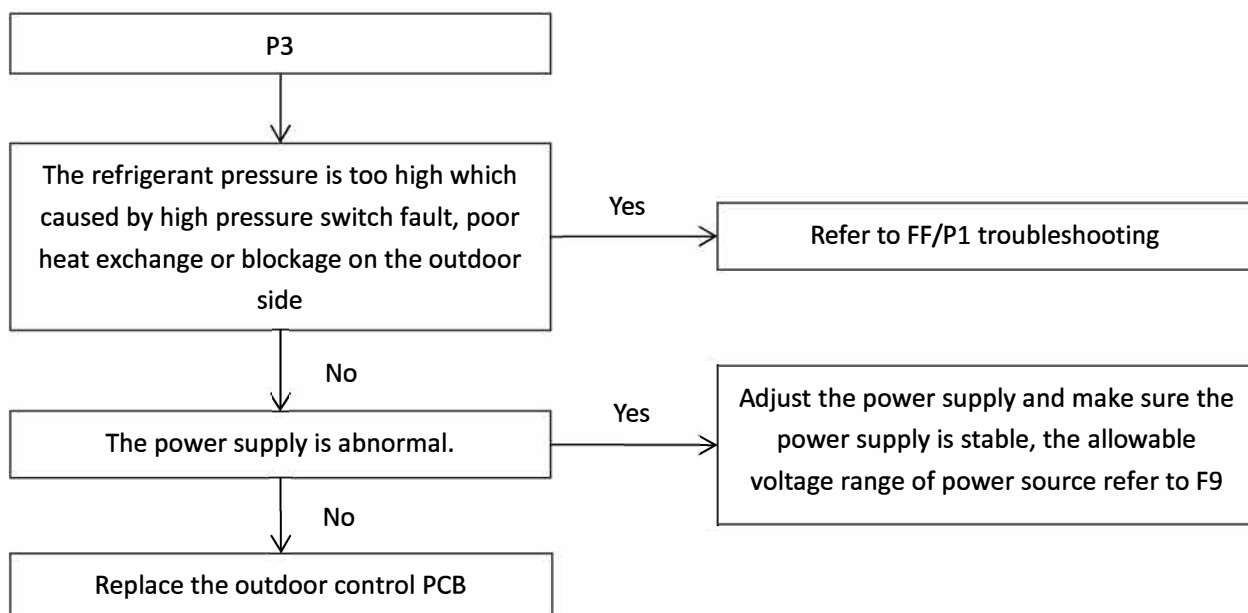 P3
The refrigerant pressure is too high which
caused by high pressure switch fault, poor
heat exchange or blockage on the outdoor
side
Yes
Refer to FF/P1 troubleshooting
No
The power supply is abnormal.
Yes
Adjust the power supply and make sure the
power supply is stable, the allowable
voltage range of power source refer to F9
No
Replace the outdoor control PCB